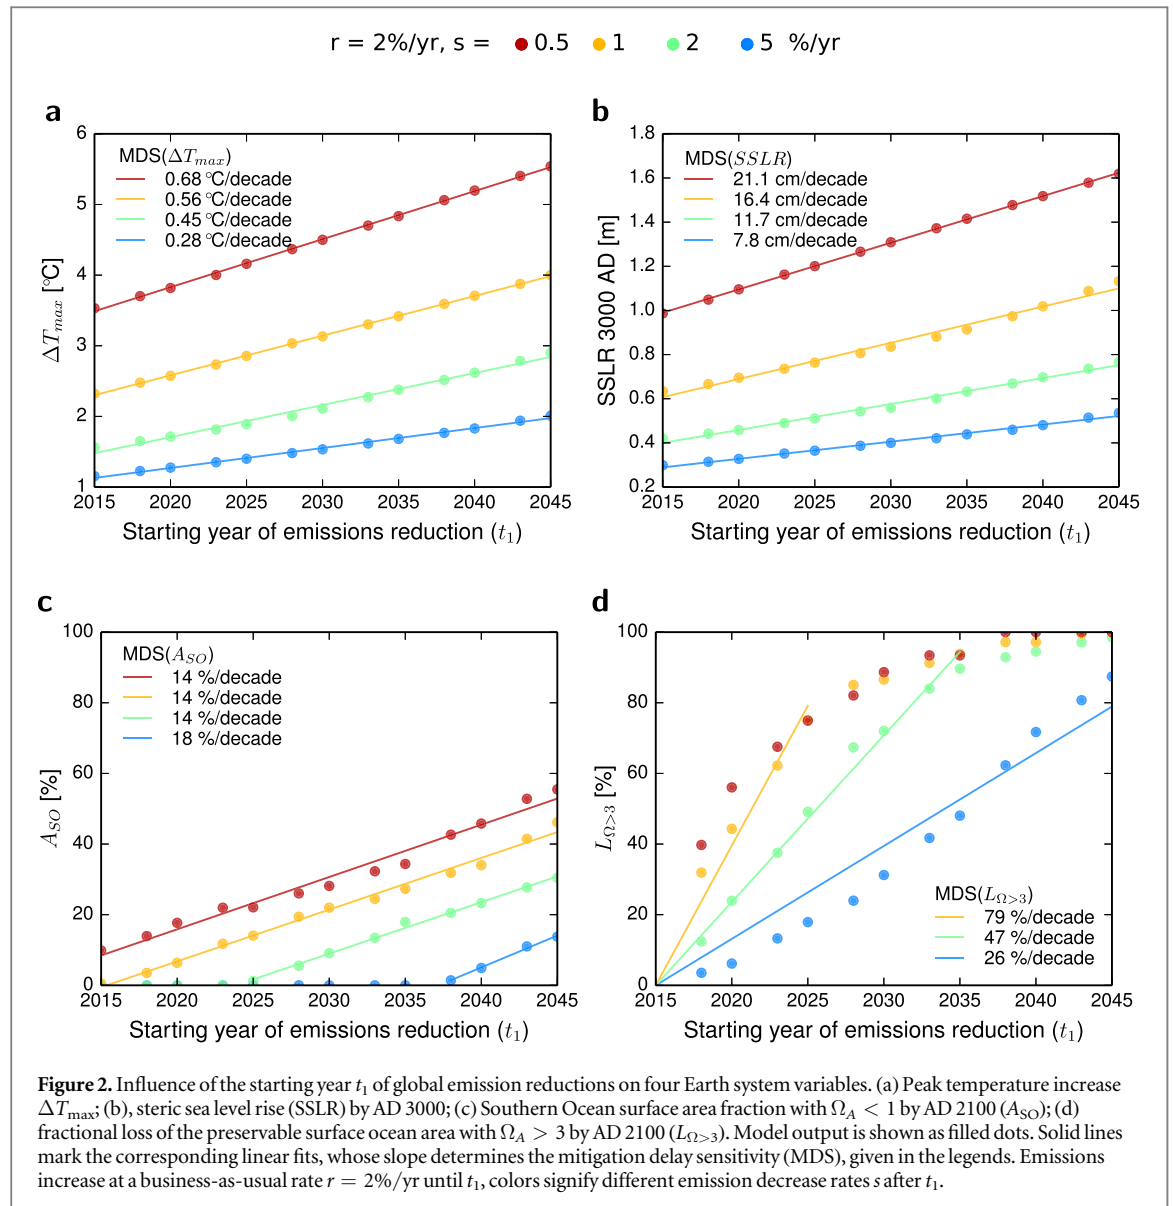 r = 2%/yr, s = 0.5 1 2 5 %/yr
a
6
5
4
3
2
1
ΔT_max [°C]
MDS(ΔT_max)
0.68 °C/decade
0.56 °C/decade
0.45 °C/decade
0.28 °C/decade
2015 2020 2025 2030 2035 2040 2045
Starting year of emissions reduction (t₁)
b
1.8
1.6
1.4
1.2
1.0
0.8
0.6
0.4
0.2
SSLR 3000 AD [m]
MDS(SSLR)
21.1 cm/decade
16.4 cm/decade
11.7 cm/decade
7.8 cm/decade
2015 2020 2025 2030 2035 2040 2045
Starting year of emissions reduction (t₁)
c
100
80
60
40
20
0
A_SO [%]
MDS(A_SO)
14 %/decade
14 %/decade
14 %/decade
18 %/decade
2015 2020 2025 2030 2035 2040 2045
Starting year of emissions reduction (t₁)
d
100
80
60
40
20
0
L_Ω>3 [%]
MDS(L_Ω>3)
79 %/decade
47 %/decade
26 %/decade
2015 2020 2025 2030 2035 2040 2045
Starting year of emissions reduction (t₁)
Figure 2. Influence of the starting year t₁ of global emission reductions on four Earth system variables. (a) Peak temperature increase
ΔT_max; (b), steric sea level rise (SSLR) by AD 3000; (c) Southern Ocean surface area fraction with Ω_A < 1 by AD 2100 (A_SO); (d)
fractional loss of the preservable surface ocean area with Ω_A > 3 by AD 2100 (L_Ω>3). Model output is shown as filled dots. Solid lines
mark the corresponding linear fits, whose slope determines the mitigation delay sensitivity (MDS), given in the legends. Emissions
increase at a business-as-usual rate r = 2%/yr until t₁, colors signify different emission decrease rates s after t₁.